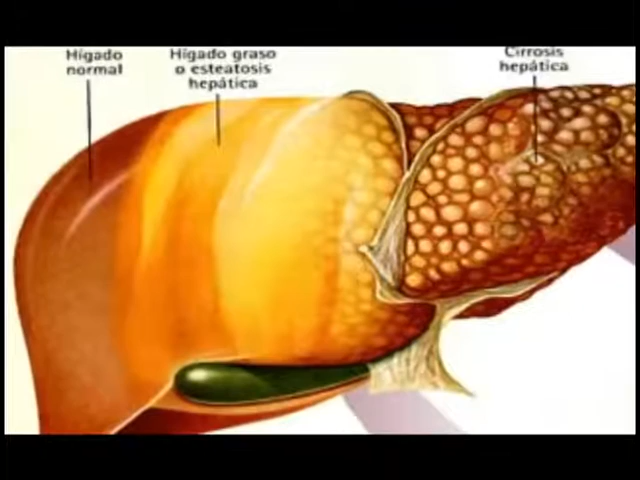 Hígado
normal
Hígado graso
o esteatosis
hepática
Cirrosis
hepática